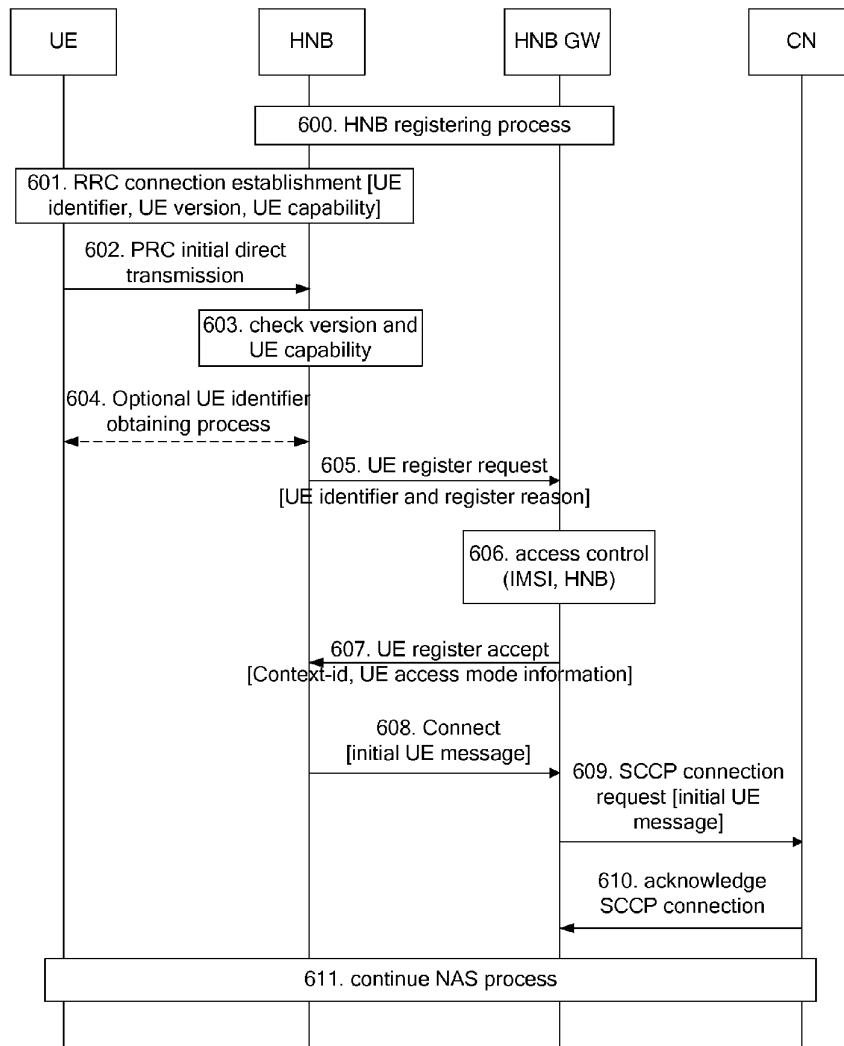 UE
HNB
HNB GW
CN
600. HNB registering process
601. RRC connection establishment [UE
identifier, UE version, UE capability]
602. PRC initial direct
transmission
603. check version and
UE capability
604. Optional UE identifier
obtaining process
605. UE register request
[UE identifier and register reason]
606. access control
(IMSI, HNB)
607. UE register accept
[Context-id, UE access mode information]
608. Connect
[initial UE message]
609. SCCP connection
request [initial UE
message]
610. acknowledge
SCCP connection
611. continue NAS process